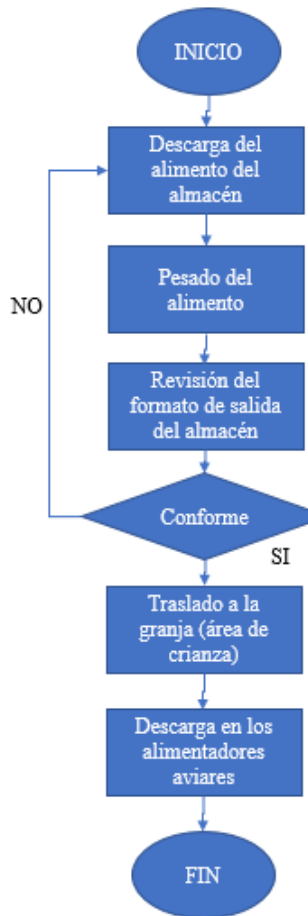 INICIO
Descarga del
alimento del
almacén
Pesado del
alimento
NO
Revisión del
formato de salida
del almacén
Conforme
SI
Traslado a la
granja (área de
crianza)
Descarga en los
alimentadores
aviares
FIN